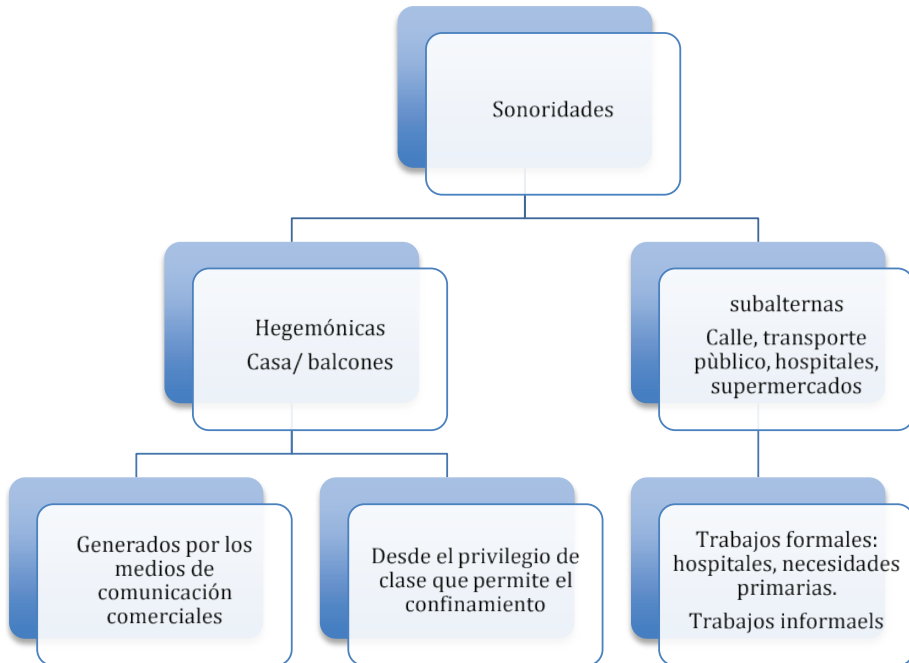 Sonoridades
Hegemónicas
Casa/ balcones
subalternas
Calle, transporte
pùblico, hospitales,
supermercados
Generados por los
medios de
comunicación
comerciales
Desde el privilegio de
clase que permite el
confinamiento
Trabajos formales:
hospitales, necesidades
primarias.
Trabajos informaels